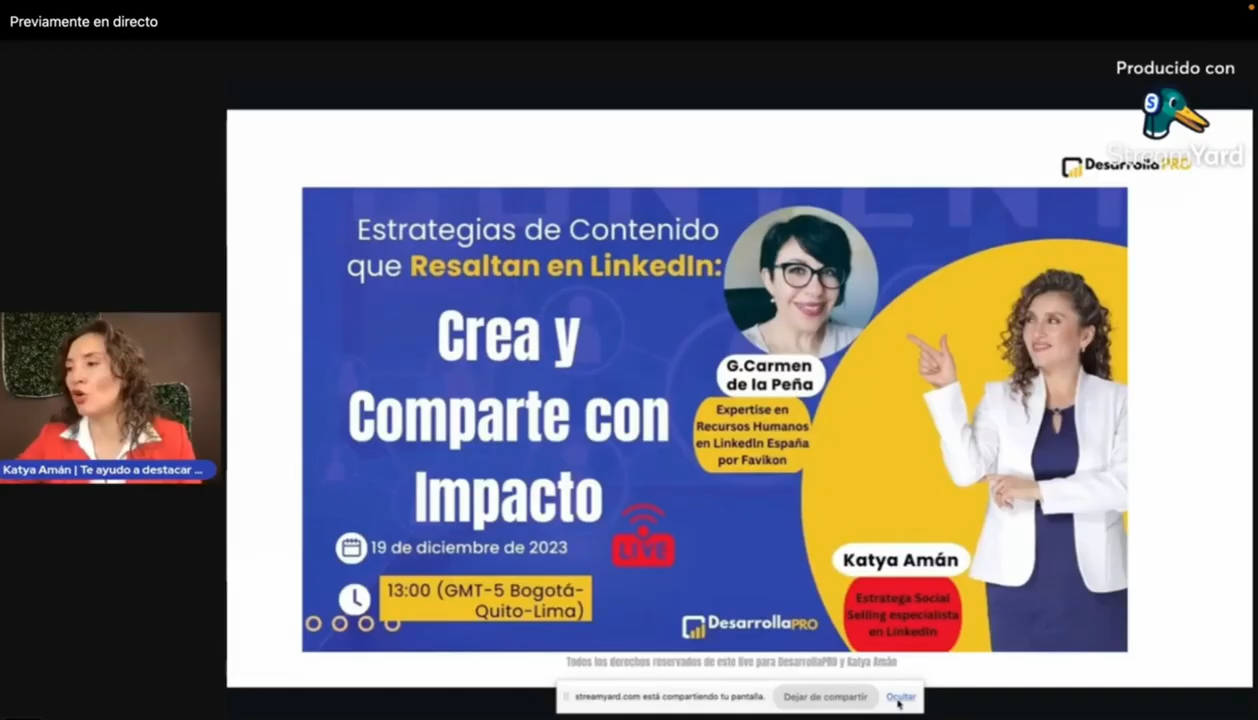 Previamente en directo
Producido con
S
StreamYard
DesarrollaPRO
Estrategias de Contenido
que Resaltan en LinkedIn:
Crea y
Comparte con
Impacto
19 de diciembre de 2023
LIVE
13:00 (GMT-5 Bogotá-
Quito-Lima)
G.Carmen
de la Peña
Expertise en
Recursos Humanos
en LinkedIn España
por Favikon
Katya Amán
Estratega Social
Selling especialista
en LinkedIn
DesarrollaPRO
Katya Amán | Te ayudo a destacar ...
Todos los derechos reservados de este live para DesarrollaPRO y Katya Amán
streamyard.com está compartiendo tu pantalla.
Dejar de compartir
Ocultar